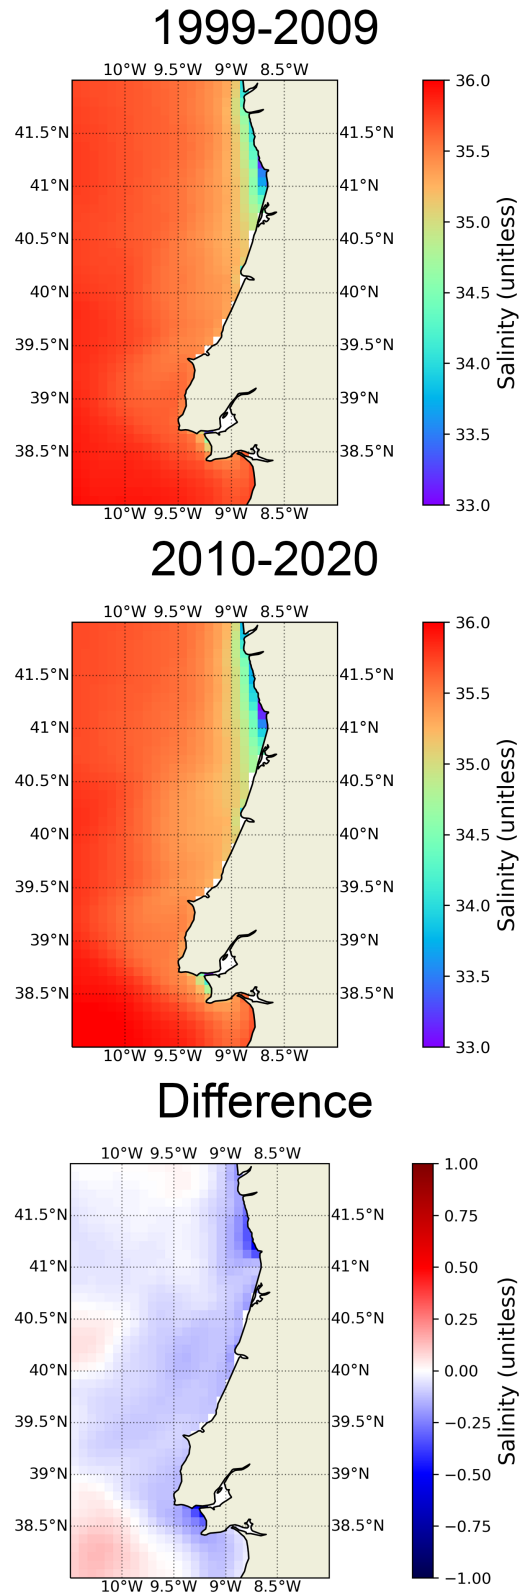 1999-2009
10°W 9.5°W 9°W 8.5°W
41.5°N 41.5°N
41°N 41°N
40.5°N 40.5°N
40°N 40°N
39.5°N 39.5°N
39°N 39°N
38.5°N 38.5°N
10°W 9.5°W 9°W 8.5°W
36.0
35.5
35.0
34.5
34.0
33.5
33.0
Salinity (unitless)
2010-2020
10°W 9.5°W 9°W 8.5°W
41.5°N 41.5°N
41°N 41°N
40.5°N 40.5°N
40°N 40°N
39.5°N 39.5°N
39°N 39°N
38.5°N 38.5°N
10°W 9.5°W 9°W 8.5°W
36.0
35.5
35.0
34.5
34.0
33.5
33.0
Salinity (unitless)
Difference
10°W 9.5°W 9°W 8.5°W
41.5°N 41.5°N
41°N 41°N
40.5°N 40.5°N
40°N 40°N
39.5°N 39.5°N
39°N 39°N
38.5°N 38.5°N
10°W 9.5°W 9°W 8.5°W
1.00
0.75
0.50
0.25
0.00
−0.25
−0.50
−0.75
−1.00
Salinity (unitless)